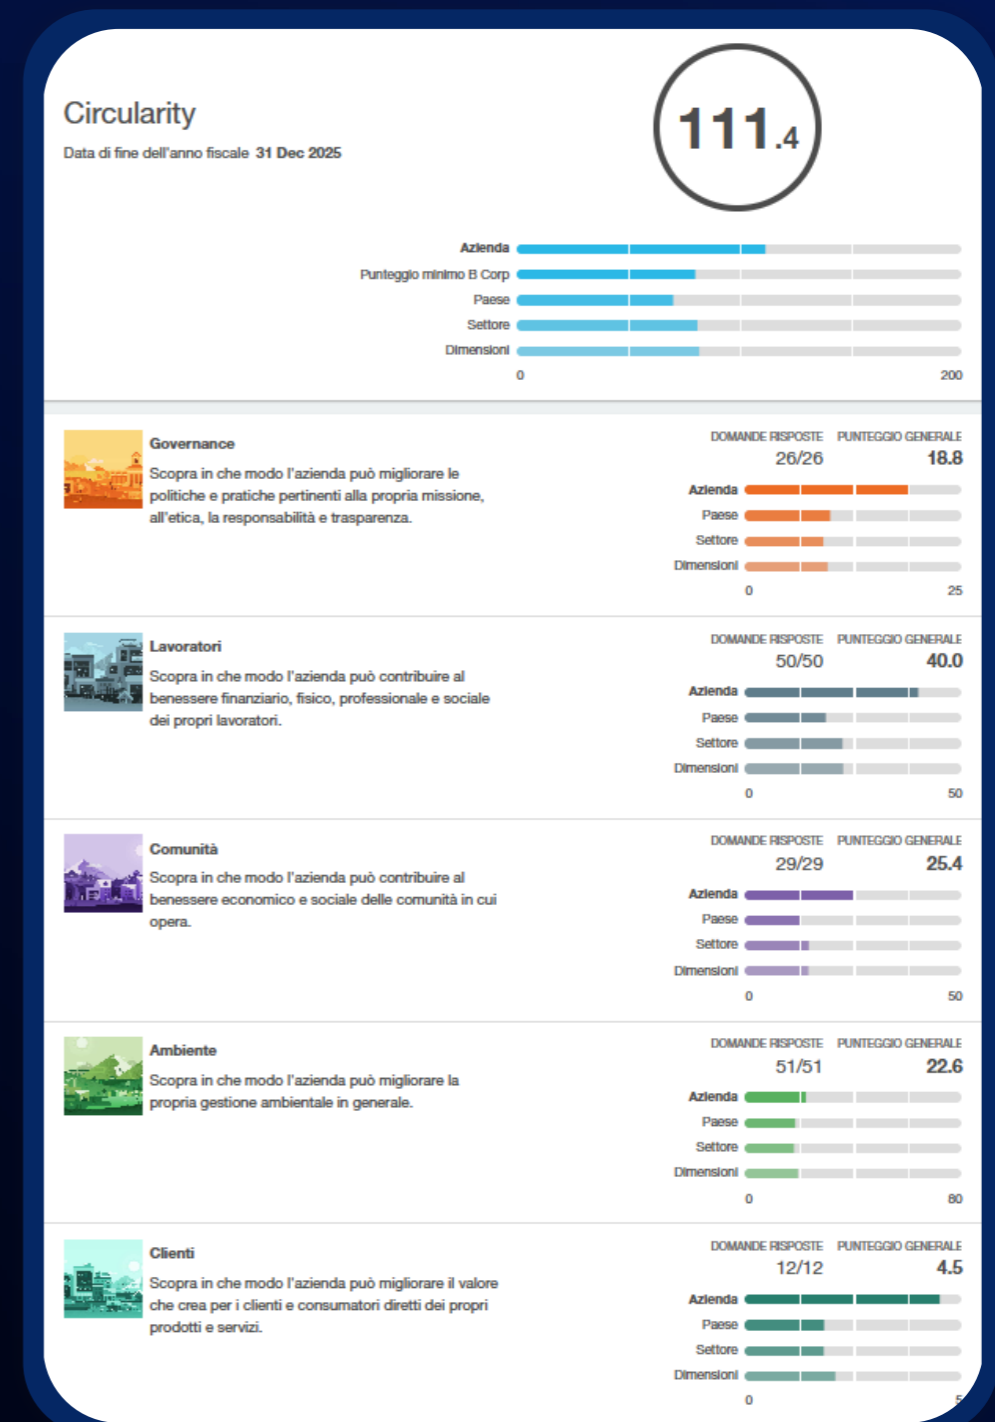 Circularity
111.4
Data di fine dell'anno fiscale 31 Dec 2025
Azienda
Punteggio minimo B Corp
Paese
Settore
Dimensioni
0 200
Governance
Scopra in che modo l'azienda può migliorare le
politiche e pratiche pertinenti alla propria missione,
all'etica, la responsabilità e trasparenza.
DOMANDE RISPOSTE PUNTEGGIO GENERALE
26/26 18.8
Azienda
Paese
Settore
Dimensioni
0 25
Lavoratori
Scopra in che modo l'azienda può contribuire al
benessere finanziario, fisico, professionale e sociale
dei propri lavoratori.
DOMANDE RISPOSTE PUNTEGGIO GENERALE
50/50 40.0
Azienda
Paese
Settore
Dimensioni
0 50
Comunità
Scopra in che modo l'azienda può contribuire al
benessere economico e sociale delle comunità in cui
opera.
DOMANDE RISPOSTE PUNTEGGIO GENERALE
29/29 25.4
Azienda
Paese
Settore
Dimensioni
0 50
Ambiente
Scopra in che modo l'azienda può migliorare la
propria gestione ambientale in generale.
DOMANDE RISPOSTE PUNTEGGIO GENERALE
51/51 22.6
Azienda
Paese
Settore
Dimensioni
0 80
Clienti
Scopra in che modo l'azienda può migliorare il valore
che crea per i clienti e consumatori diretti dei propri
prodotti e servizi.
DOMANDE RISPOSTE PUNTEGGIO GENERALE
12/12 4.5
Azienda
Paese
Settore
Dimensioni
0 5